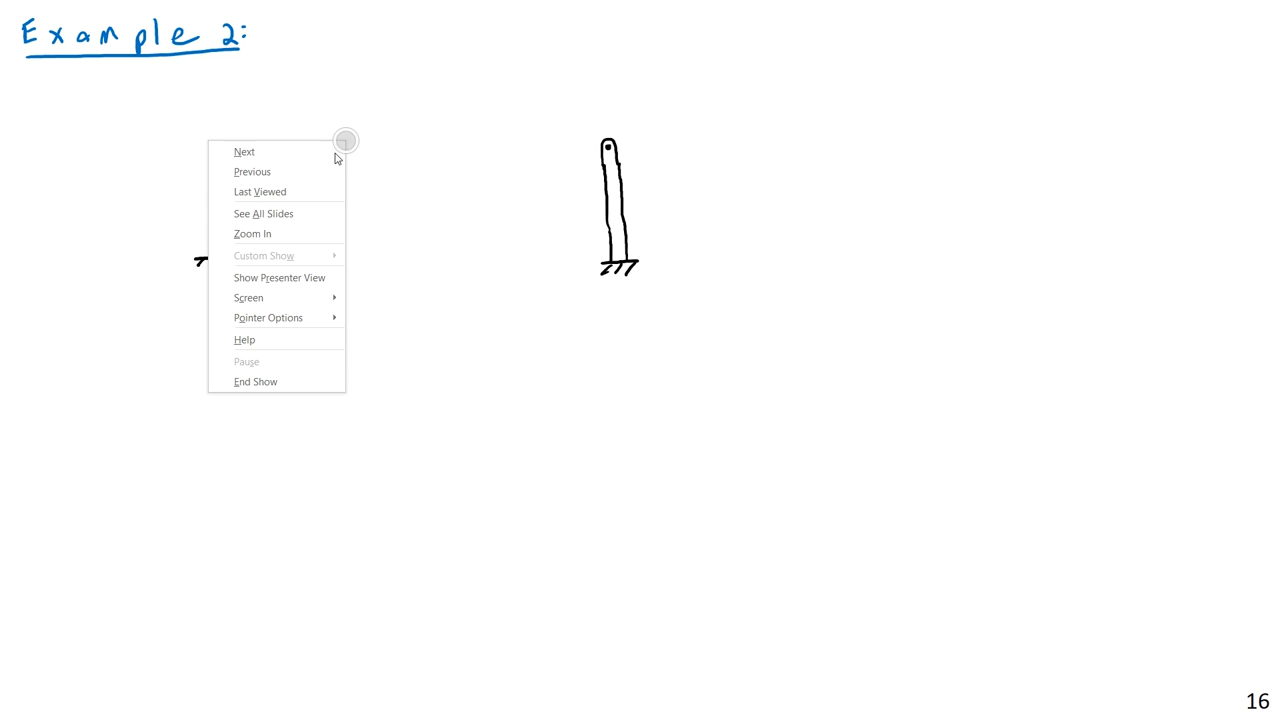 Example 2:
Next
Previous
Last Viewed
See All Slides
Zoom In
Custom Show
Show Presenter View
Screen
Pointer Options
Help
Pause
End Show
16